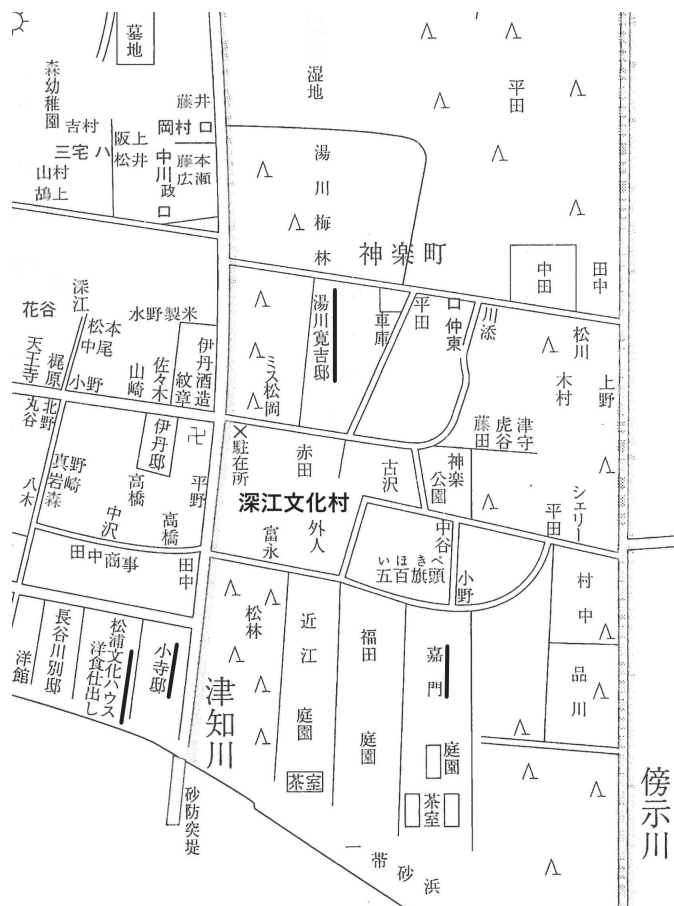 墓地
森幼稚園
湿地
平田
藤井
岡村口
吉村
阪上
三宅ハ
松井
中川政口
藤本
広瀬
山村
鴣上
湯川梅林
神楽町
中田
田中
花谷
深江
水野製米
松本
中尾
天王寺
梶原
小野
山崎
佐々木
紋章
伊丹酒造
湯川寛吉邸
ミス松岡
車庫
平田
口仲東
川添
松川
木村
上野
北野
丸谷
伊丹邸
卍
×駐在所
赤田
古沢
神楽公園
藤田
虎谷
津守
シェリー
平田
真野
岩崎
森
八木
高橋
中沢
高橋
平野
深江文化村
富永
外人
中谷
いほきべ
五百旗頭
小野
田中商事
田中
村中
品川
松林
近江
庭園
茶室
福田
庭園
嘉門
庭園
茶室
洋館
長谷川別邸
松浦文化ハウス
洋食仕出し
小寺邸
津知川
砂防突堤
一帯砂浜
傍示川